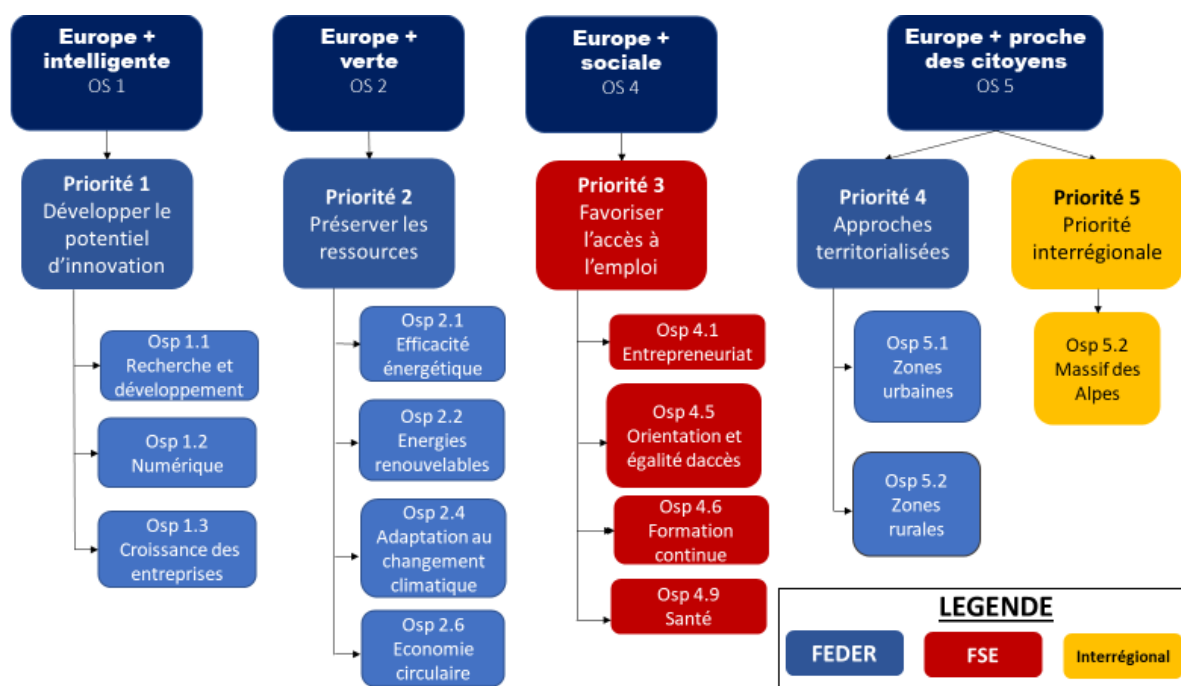 Europe +
intelligente
OS 1
Europe +
verte
OS 2
Europe +
sociale
OS 4
Europe + proche
des citoyens
OS 5
Priorité 1
Développer le
potentiel
d'innovation
Priorité 2
Préserver les
ressources
Priorité 3
Favoriser
l'accès à
l'emploi
Priorité 4
Approches
territorialisées
Priorité 5
Priorité
interrégionale
Osp 1.1
Recherche et
développement
Osp 1.2
Numérique
Osp 1.3
Croissance des
entreprises
Osp 2.1
Efficacité
énergétique
Osp 2.2
Energies
renouvelables
Osp 2.4
Adaptation au
changement
climatique
Osp 2.6
Economie
circulaire
Osp 4.1
Entrepreneuriat
Osp 4.5
Orientation et
égalité daccès
Osp 4.6
Formation
continue
Osp 4.9
Santé
Osp 5.1
Zones
urbaines
Osp 5.2
Zones
rurales
Osp 5.2
Massif des
Alpes
LEGENDE
FEDER
FSE
Interrégional